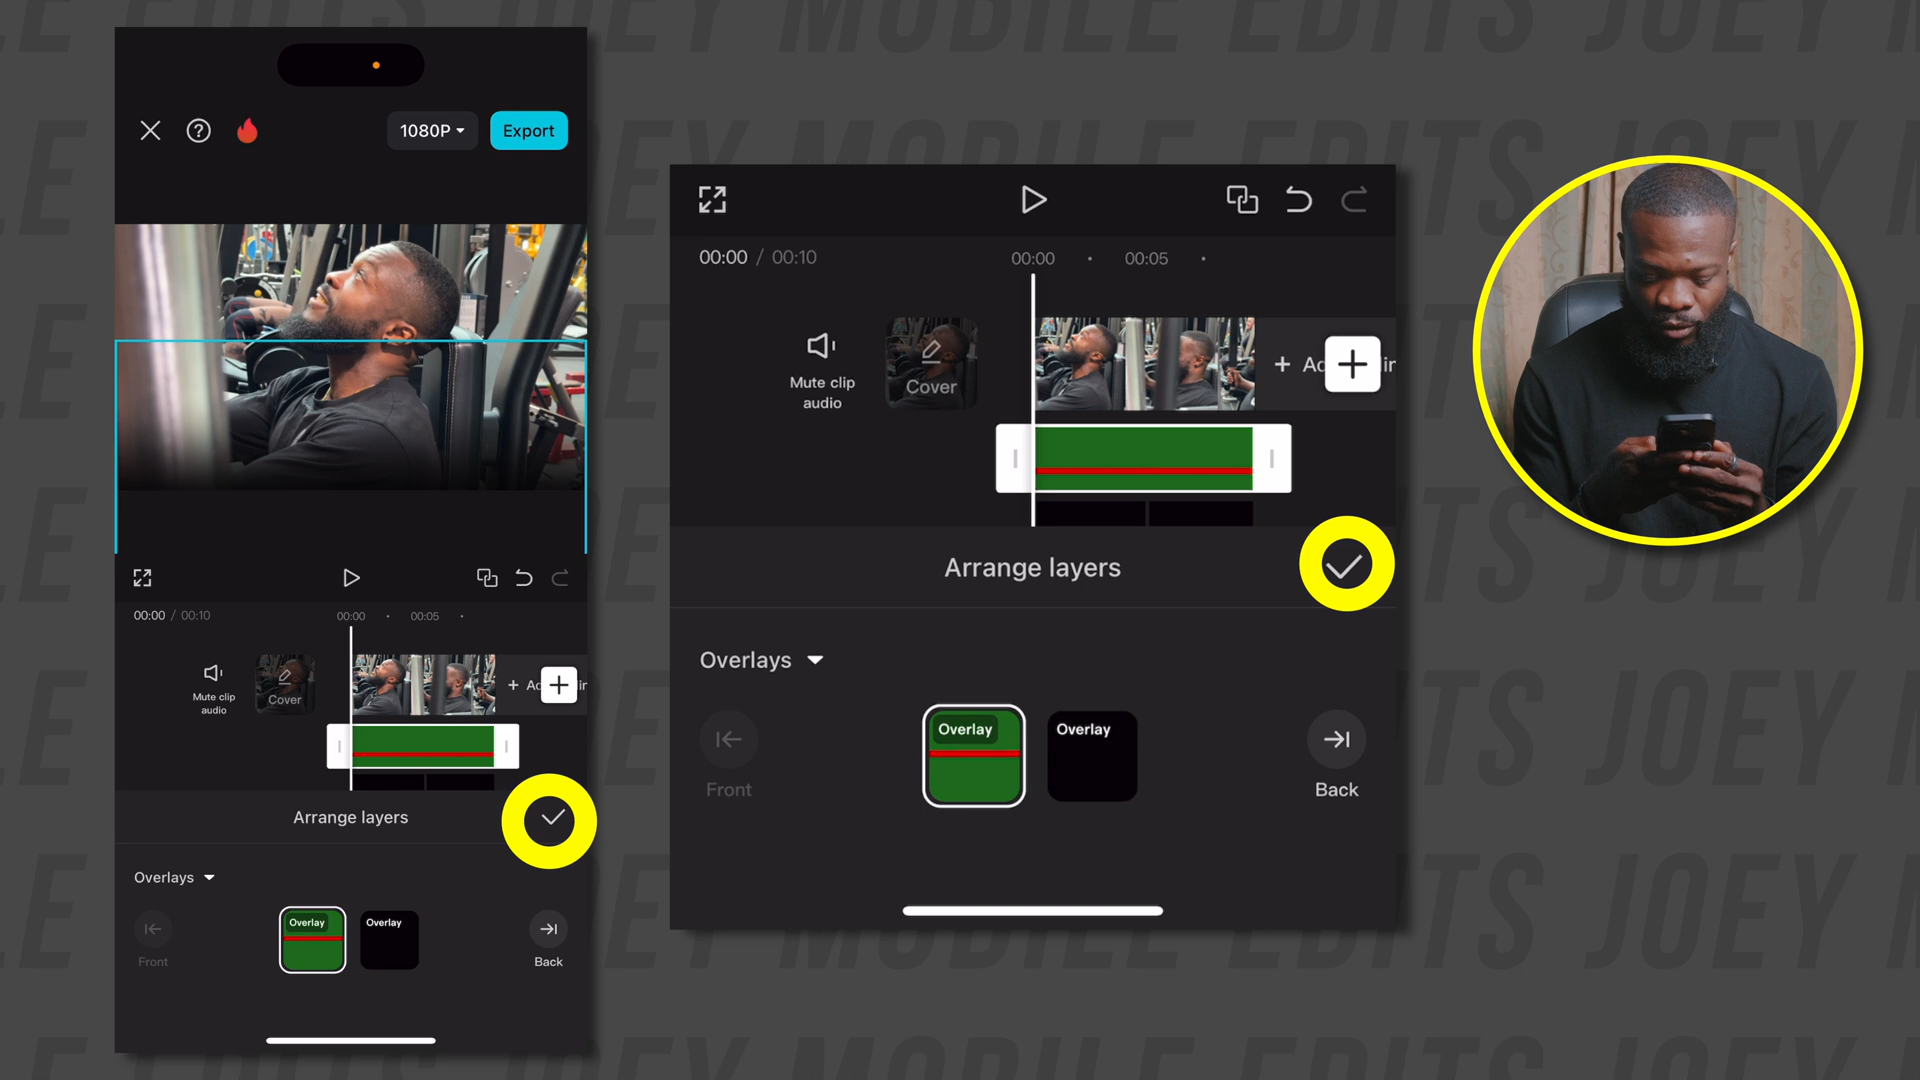 JOEY MOBILE EDITS JOEY
1080P
Export
00:00 / 00:10
00:00
00:05
Mute clip
audio
Cover
+ Ad
Arrange layers
Overlays
Overlay
Overlay
Front
Back
00:00 / 00:10
00:00
00:05
Mute clip
audio
Cover
+ Ad
Arrange layers
Overlays
Overlay
Overlay
Front
Back